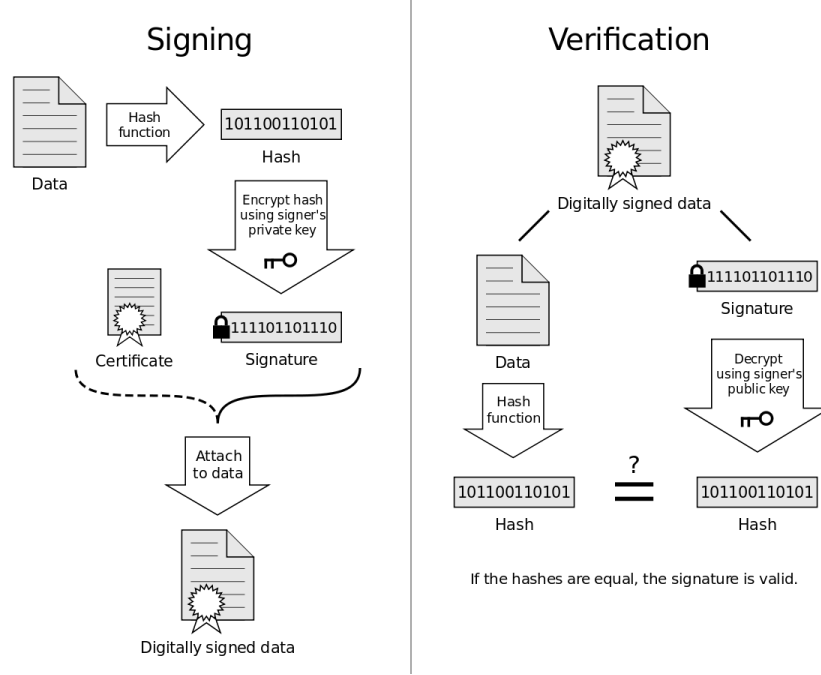 Signing
Data
Hash
function
101100110101
Hash
Encrypt hash
using signer's
private key
Certificate
111101101110
Signature
Attach
to data
Digitally signed data
Verification
Digitally signed data
Data
111101101110
Signature
Hash
function
Decrypt
using signer's
public key
101100110101
Hash
?
=
101100110101
Hash
If the hashes are equal, the signature is valid.